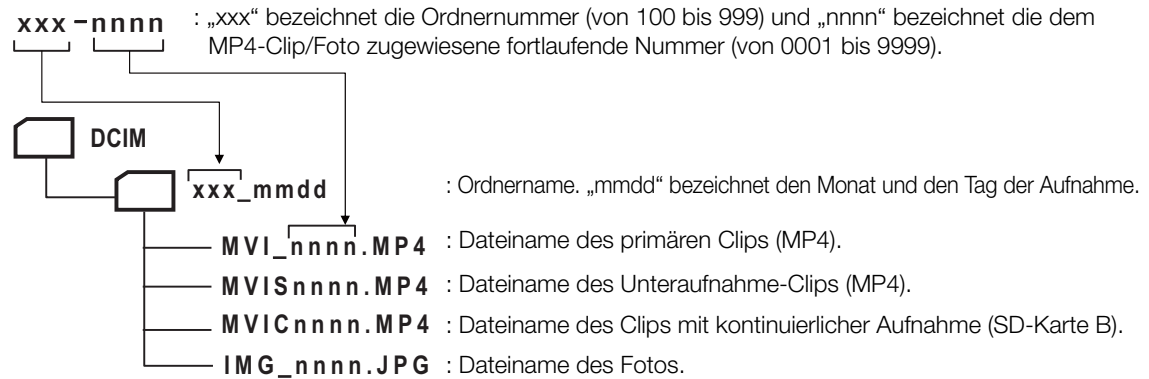 xxx-nnnn : „xxx“ bezeichnet die Ordnernummer (von 100 bis 999) und „nnnn“ bezeichnet die dem
MP4-Clip/Foto zugewiesene fortlaufende Nummer (von 0001 bis 9999).
DCIM
xxx_mmdd : Ordnername. „mmdd“ bezeichnet den Monat und den Tag der Aufnahme.
MVI_nnnn.MP4 : Dateiname des primären Clips (MP4).
MVISnnnn.MP4 : Dateiname des Unteraufnahme-Clips (MP4).
MVICnnnn.MP4 : Dateiname des Clips mit kontinuierlicher Aufnahme (SD-Karte B).
IMG_nnnn.JPG : Dateiname des Fotos.